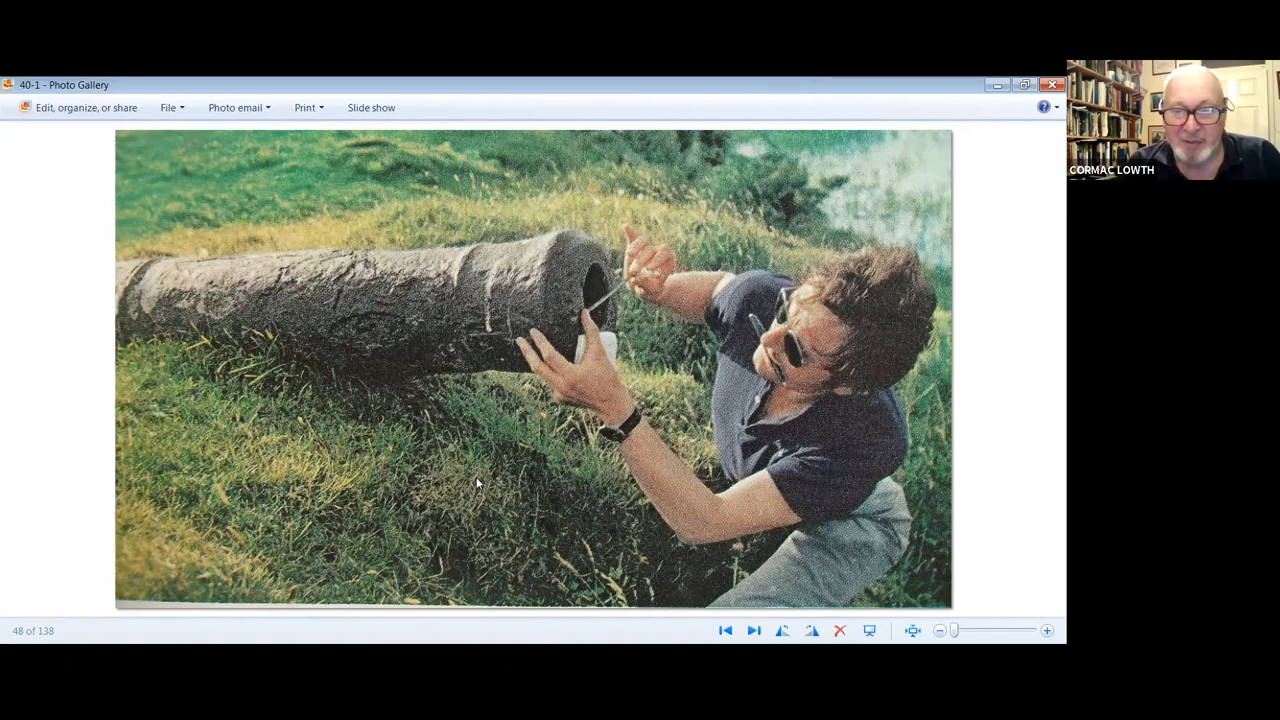 40-1 - Photo Gallery
Edit, organize, or share File Photo email Print Slide show
CORMAC LOWTH
48 of 138